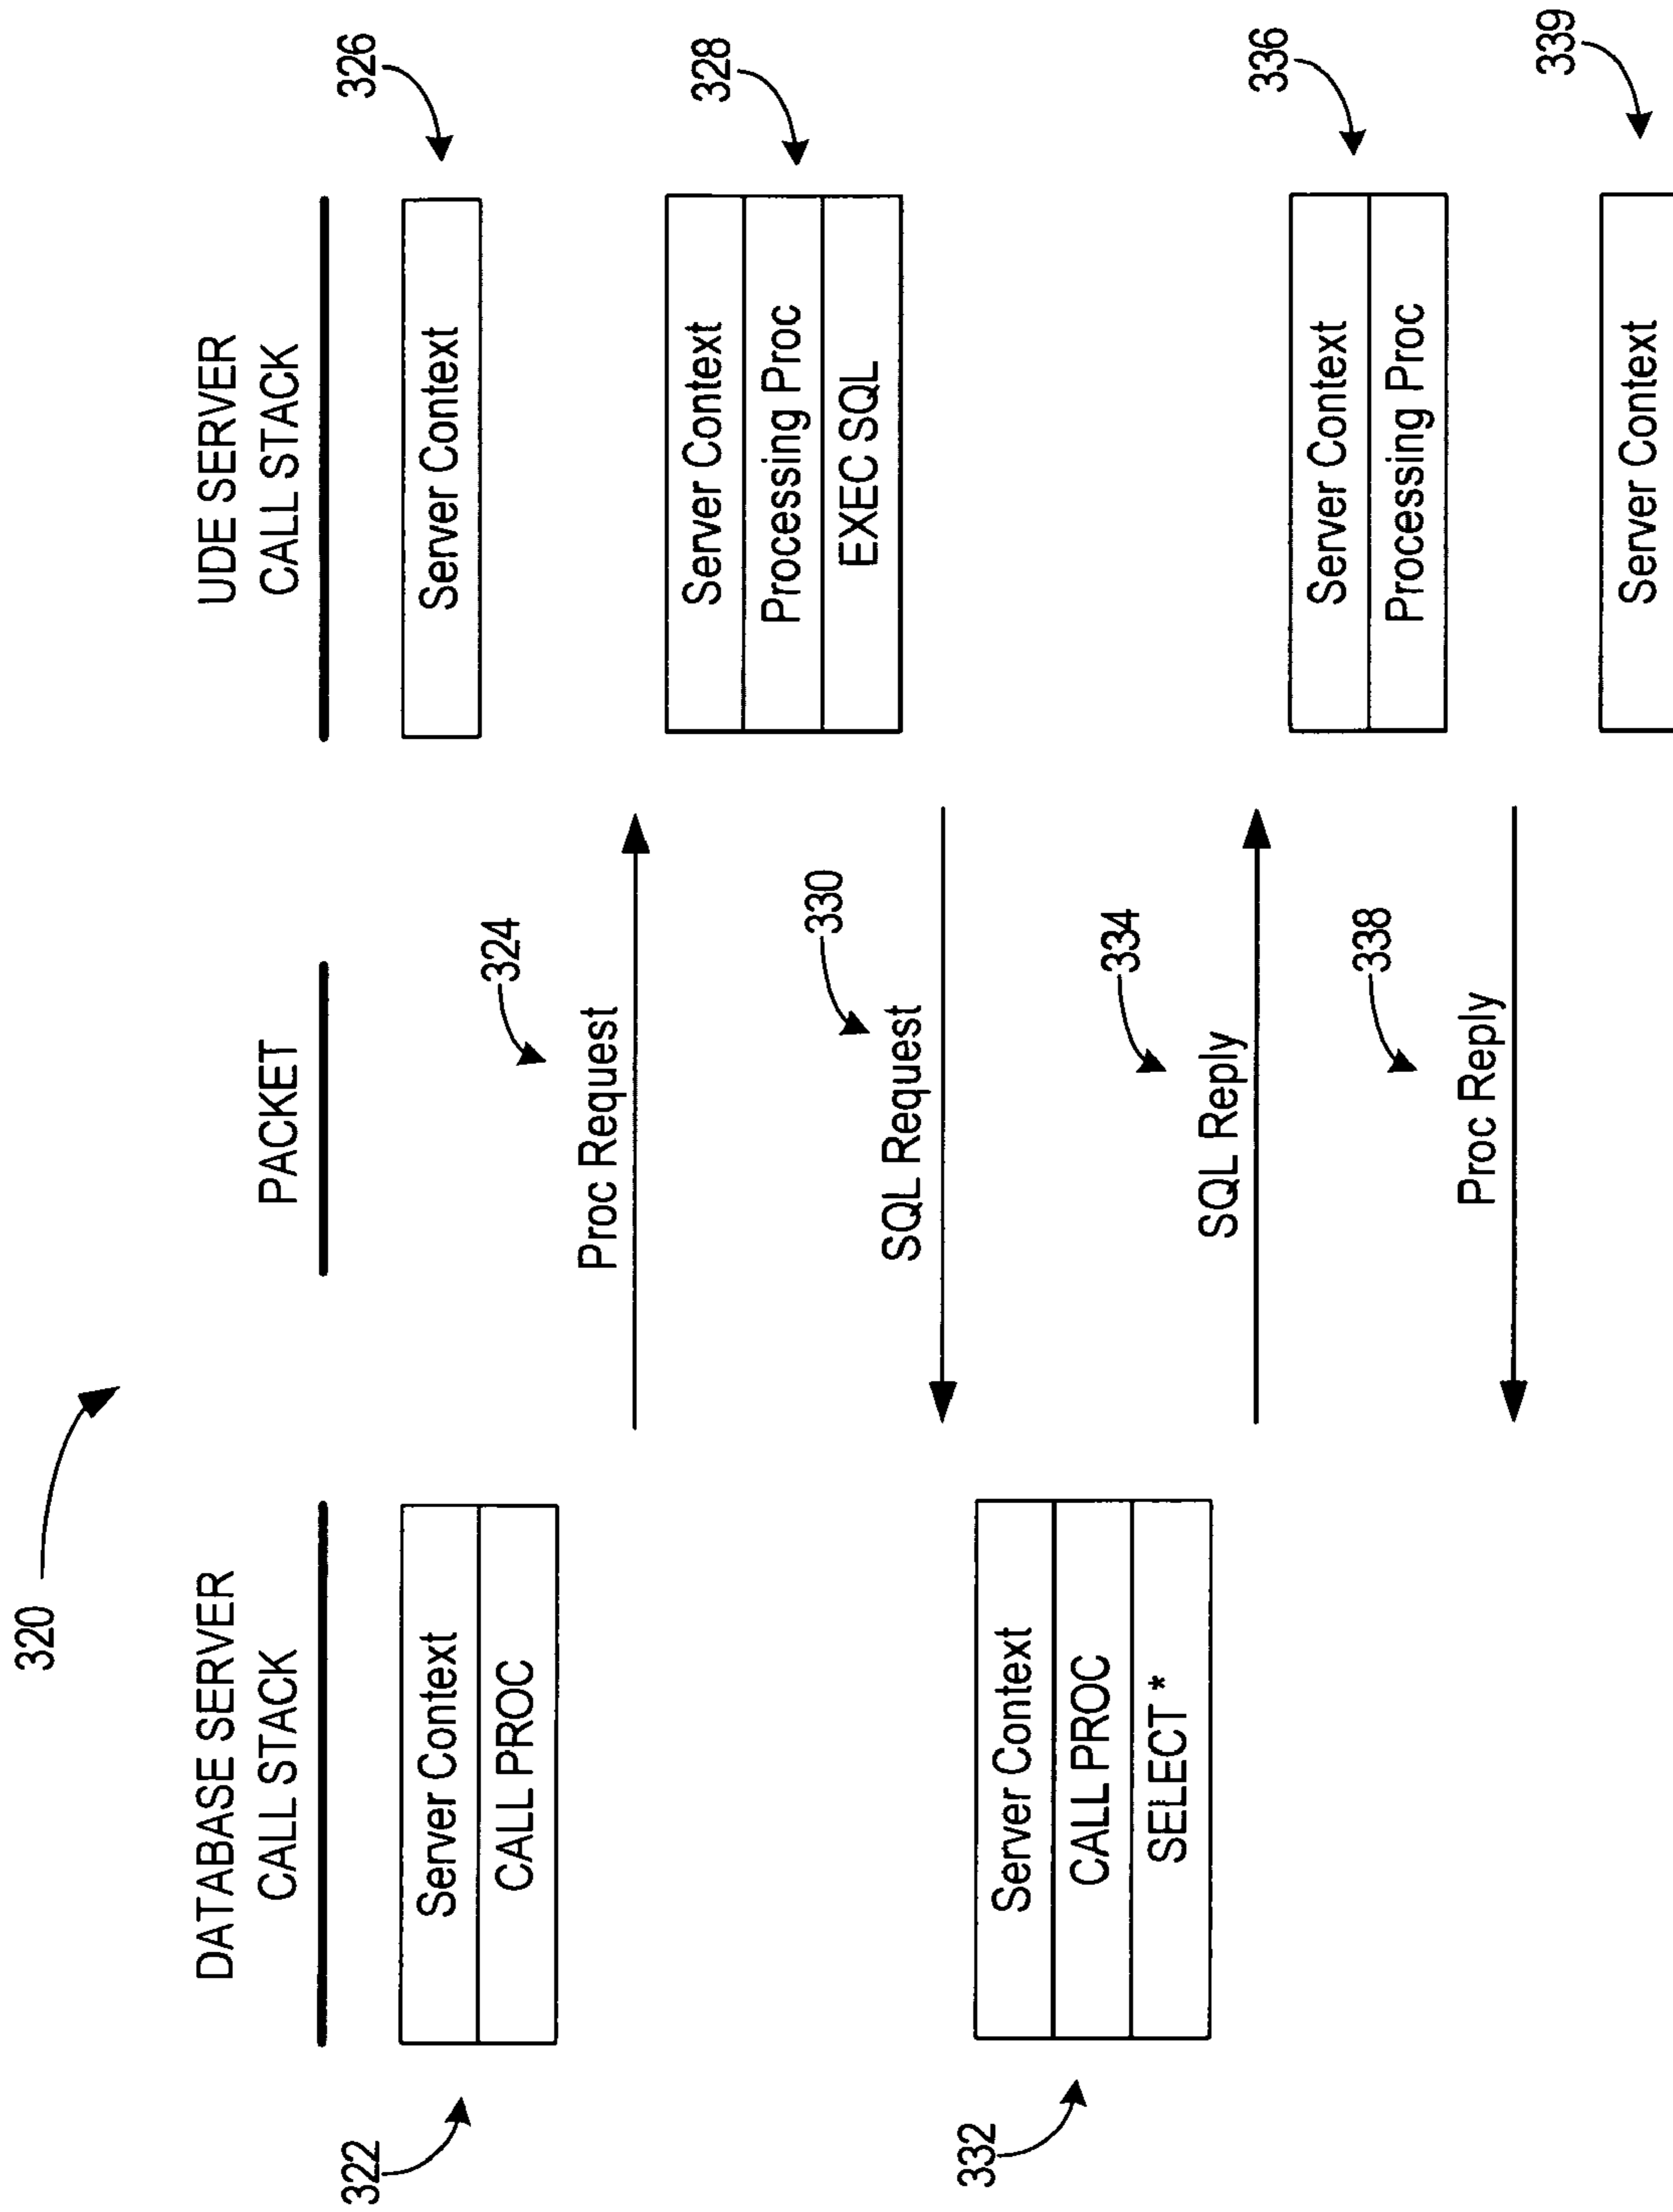 320
DATABASE SERVER
CALL STACK
PACKET
UDE SERVER
CALL STACK
322
Server Context
CALL PROC
Server Context
326
324
Proc Request
Server Context
Processing Proc
EXEC SQL
328
330
SQL Request
332
Server Context
CALL PROC
SELECT *
334
SQL Reply
Server Context
Processing Proc
336
338
Proc Reply
Server Context
339